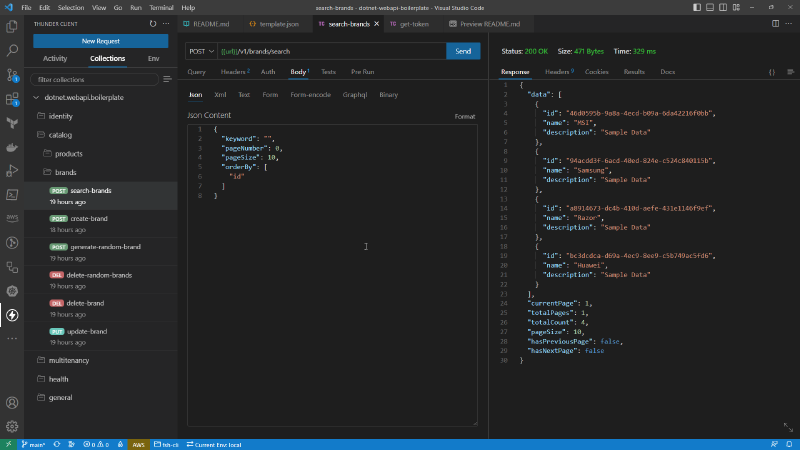 File Edit Selection View Go Run Terminal Help
search-brands - dotnet-webapi-boilerplate - Visual Studio Code
THUNDER CLIENT
README.md
template.json
search-brands
get-token
Preview README.md
New Request
Activity Collections Env
filter collections
dotnet.webapi.boilerplate
identity
catalog
products
brands
POST search-brands
19 hours ago
POST create-brand
18 hours ago
POST generate-random-brand
19 hours ago
DEL delete-random-brands
19 hours ago
DEL delete-brand
19 hours ago
PUT update-brand
19 hours ago
multitenancy
health
general
POST {{url}}/v1/brands/search Send
Query Headers 2 Auth Body 1 Tests Pre Run
Json Xml Text Form Form-encode Graphql Binary
Json Content Format
1 {
2 "keyword": "",
3 "pageNumber": 0,
4 "pageSize": 10,
5 "orderBy": [
6 "id"
7 ]
8 }
Status: 200 OK Size: 471 Bytes Time: 329 ms
Response Headers 9 Cookies Results Docs
1 {
2 "data": [
3 {
4 "id": "46d0595b-9a8a-4ecd-b09a-6da42216f0bb",
5 "name": "MSI",
6 "description": "Sample Data"
7 },
8 {
9 "id": "94acdd3f-6acd-40ed-824e-c524c840115b",
10 "name": "Samsung",
11 "description": "Sample Data"
12 },
13 {
14 "id": "a8914673-dc4b-410d-aefe-431e1146f9ef",
15 "name": "Razor",
16 "description": "Sample Data"
17 },
18 {
19 "id": "bc3dcdca-d69a-4ec9-8ee9-c5b749ac5fd6",
20 "name": "Huawei",
21 "description": "Sample Data"
22 }
23 ],
24 "currentPage": 1,
25 "totalPages": 1,
26 "totalCount": 4,
27 "pageSize": 10,
28 "hasPreviousPage": false,
29 "hasNextPage": false
30 }
main* 0 0 AWS fsh-cli Current Env: local